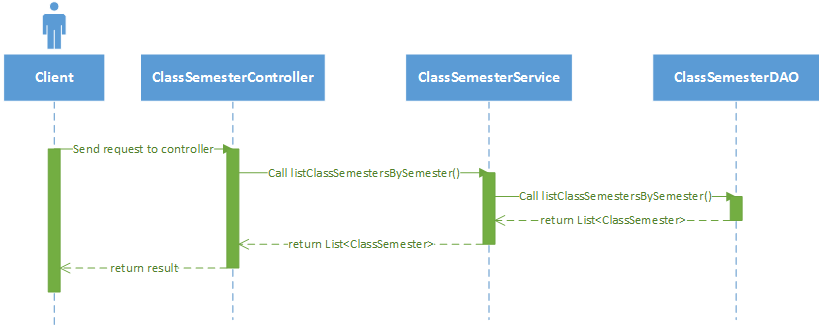 Client
ClassSemesterController
ClassSemesterService
ClassSemesterDAO
Send request to controller
Call listClassSemestersBySemester()
Call listClassSemestersBySemester()
return List<ClassSemester>
return List<ClassSemester>
return result